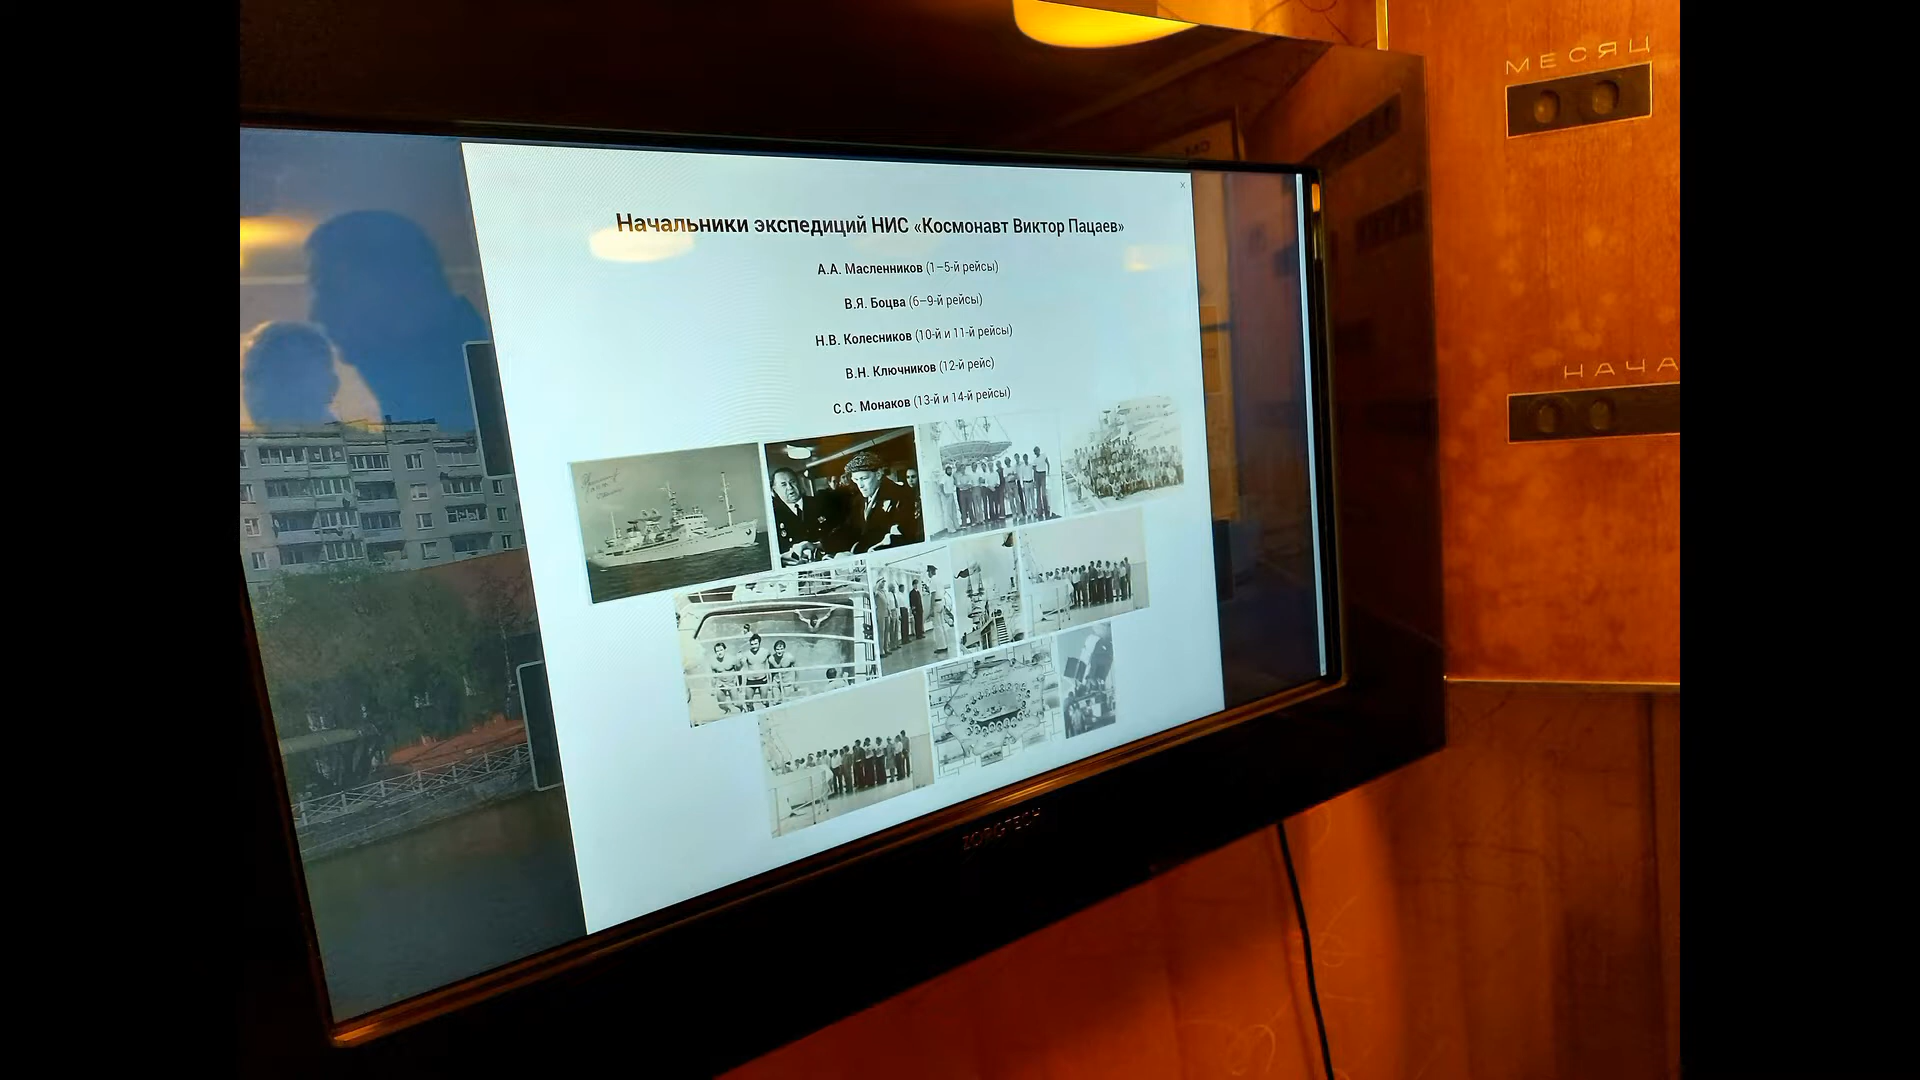 МЕСЯЦ
x
Начальники экспедиций НИС «Космонавт Виктор Пацаев»
А.А. Масленников (1–5-й рейсы)
В.Я. Боцва (6–9-й рейсы)
Н.В. Колесников (10-й и 11-й рейсы)
В.Н. Ключников (12-й рейс)
С.С. Монаков (13-й и 14-й рейсы)
НАЧА
ZORGTECH